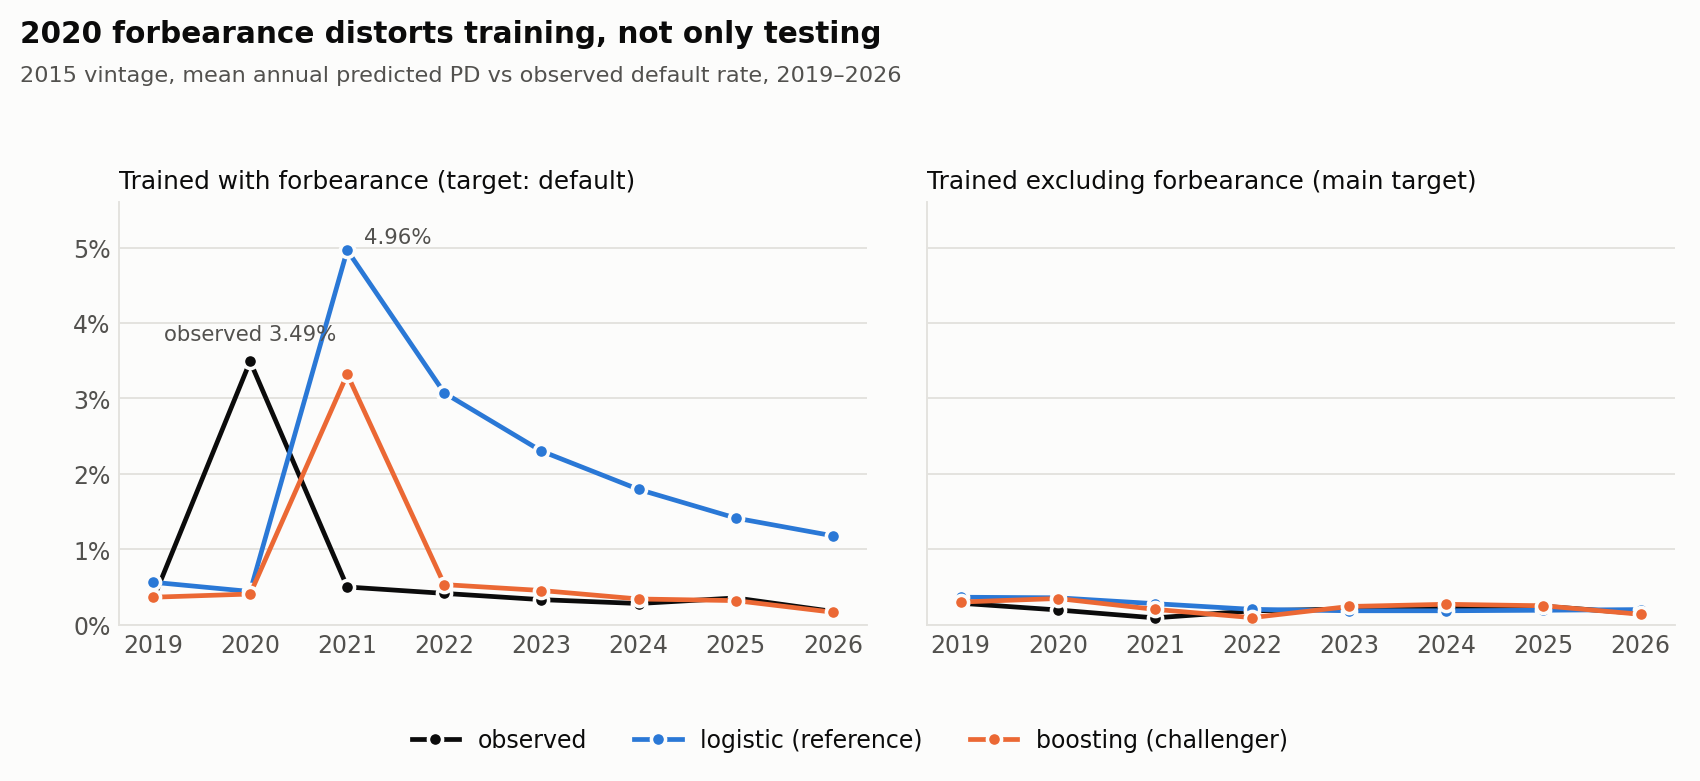 2020 forbearance distorts training, not only testing
2015 vintage, mean annual predicted PD vs observed default rate, 2019–2026
Trained with forbearance (target: default)
Trained excluding forbearance (main target)
4.96%
observed 3.49%
5%
4%
3%
2%
1%
0%
2019 2020 2021 2022 2023 2024 2025 2026
2019 2020 2021 2022 2023 2024 2025 2026
observed
logistic (reference)
boosting (challenger)